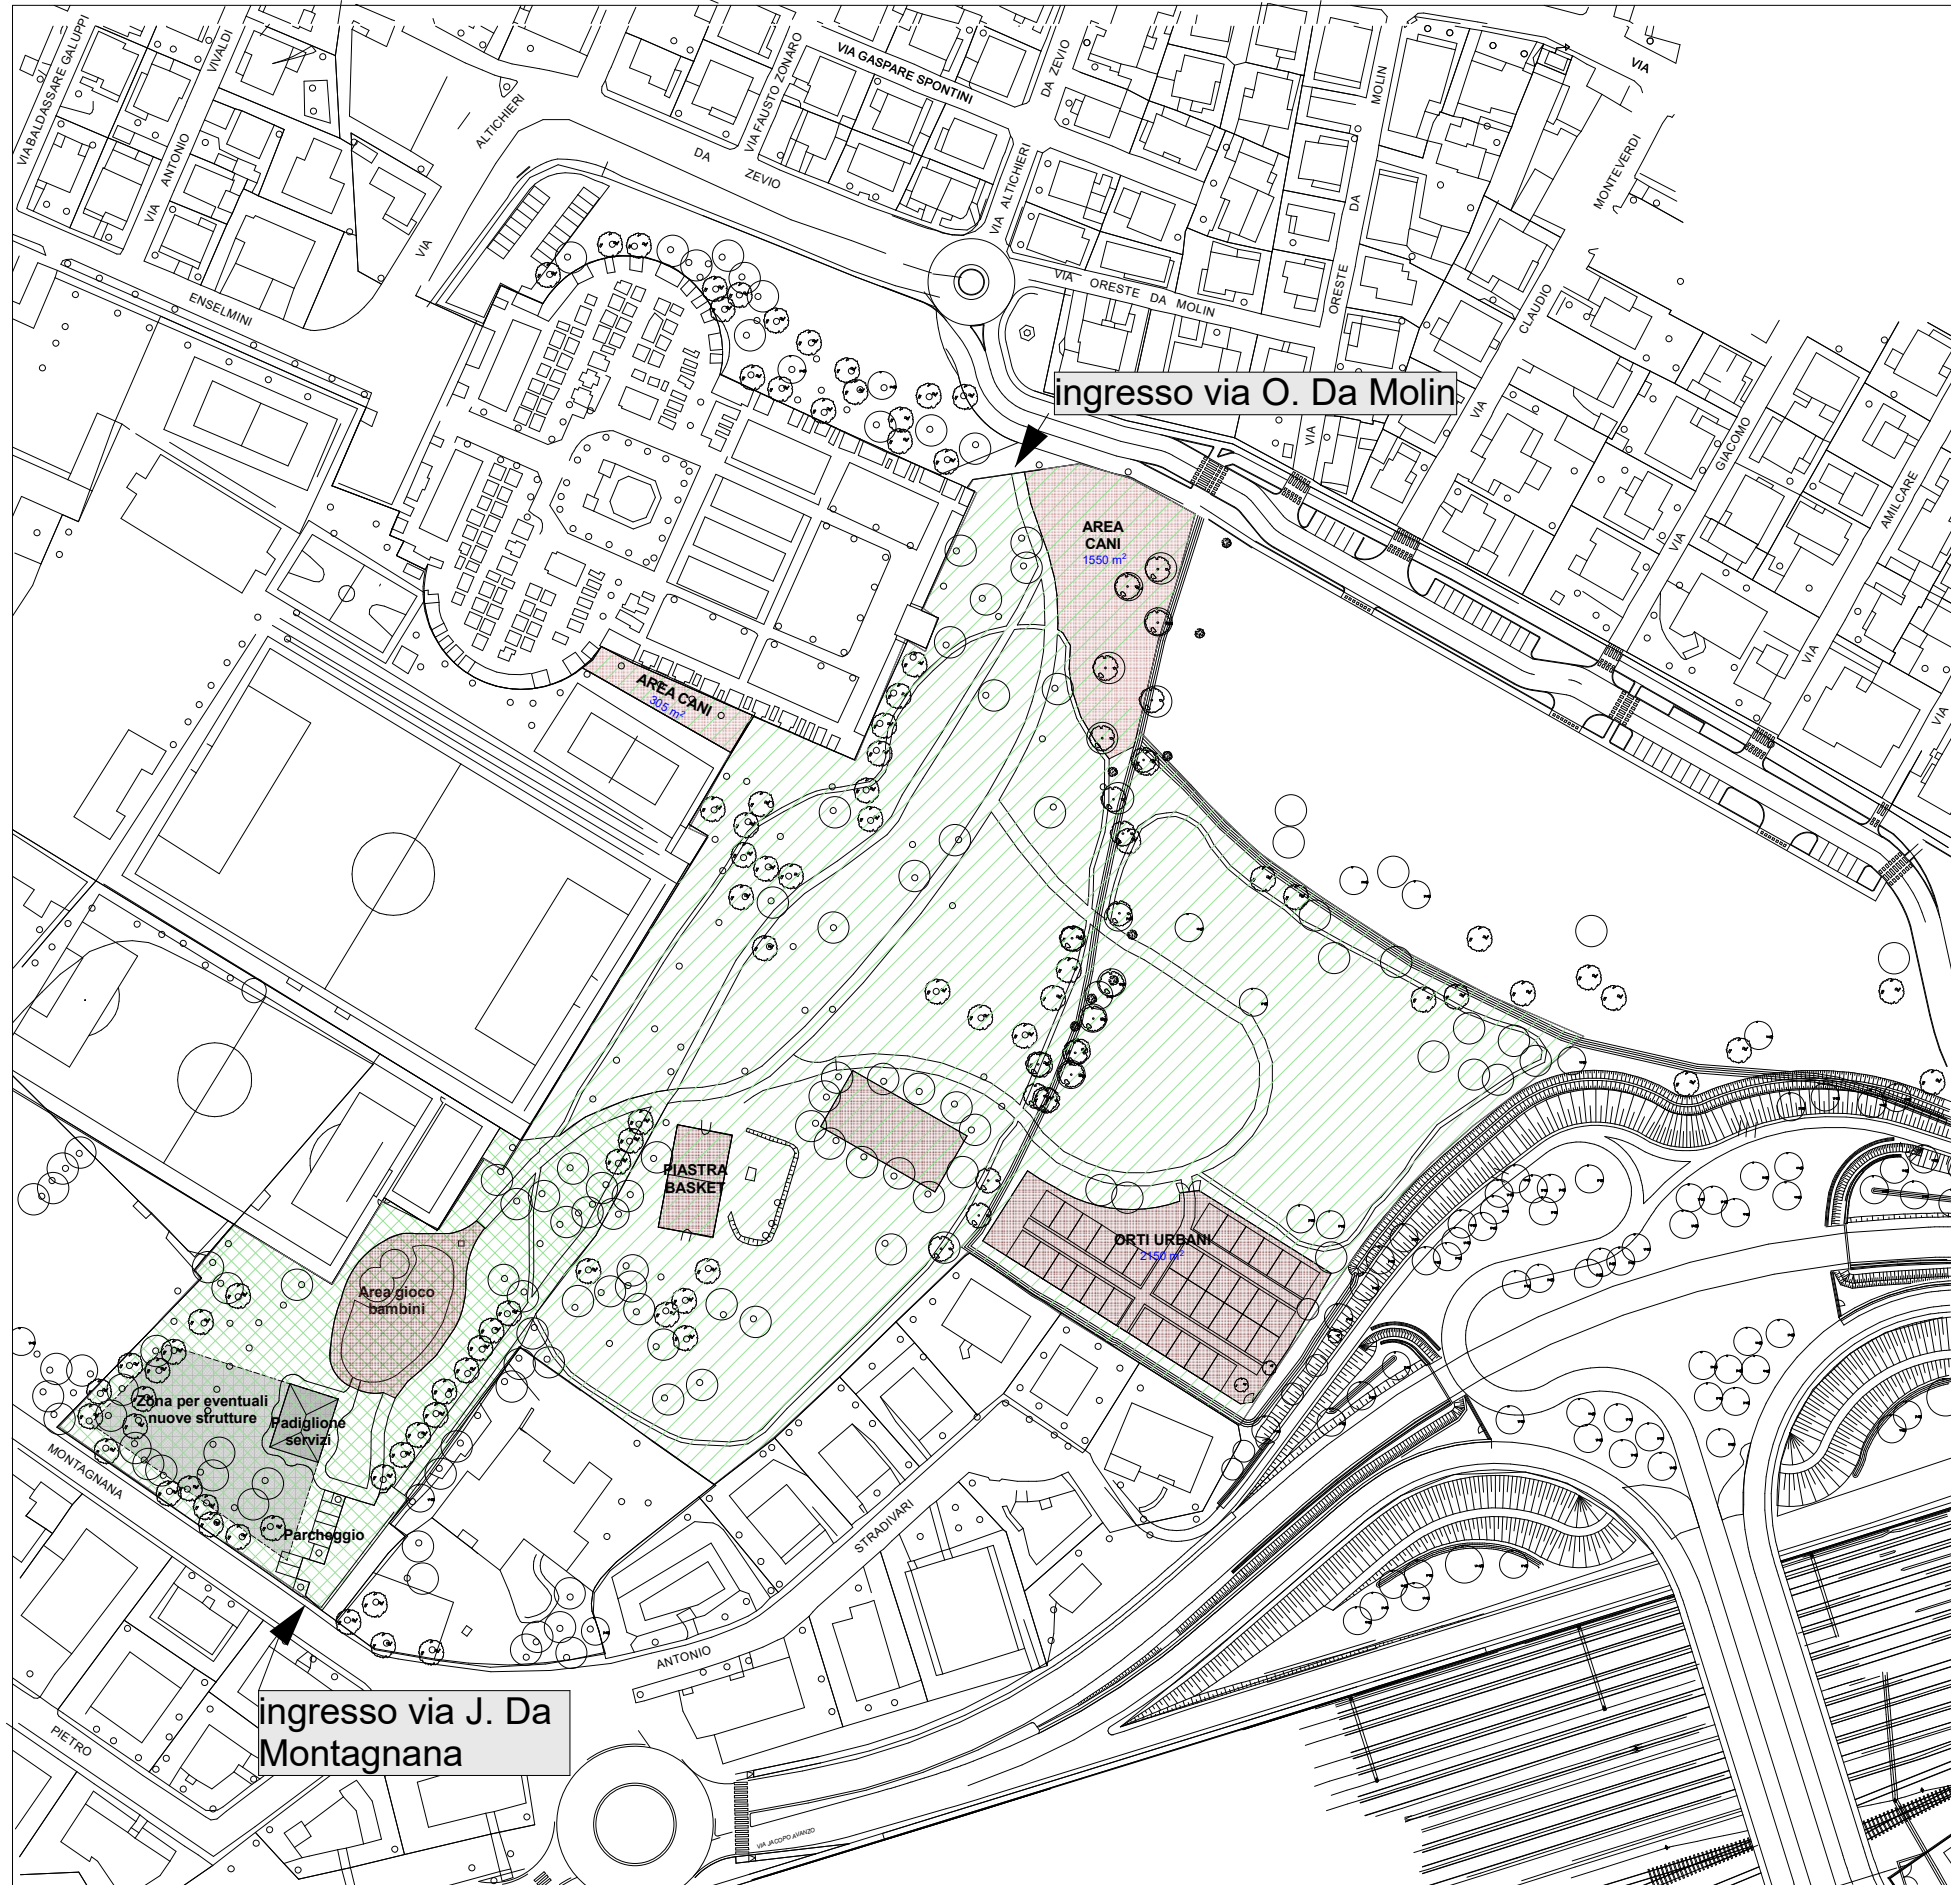 VIA BALDASSARE GALUPPI
VIVALDI
ANTONIO
VIA
ALTICHIERI
VIA
ENSELMINI
DA
ZEVIO
VIA FAUSTO ZONARO
VIA GASPARE SPONTINI
DA ZEVIO
VIA ALTICHIERI
MOLIN
DA
ORESTE
VIA
VIA
MONTEVERDI
CLAUDIO
VIA
GIACOMO
VIA
AMILCARE
VIA
VIA
VIA ORESTE DA MOLIN
ingresso via O. Da Molin
AREA
CANI
1550 m²
AREA CANI
305 m²
PIASTRA
BASKET
ORTI URBANI
2150 m²
Area gioco
bambini
Zona per eventuali
nuove strutture
Padiglione
servizi
Parcheggio
MONTAGNANA
STRADIVARI
ANTONIO
ingresso via J. Da
Montagnana
PIETRO
VIA JACOPO AVANZO